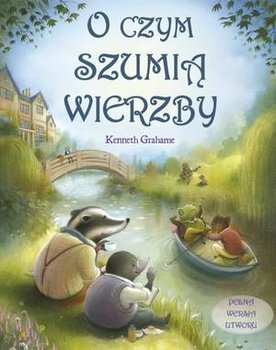 O CZYM
SZUMIĄ
WIERZBY
Kenneth Grahame
PEŁNA
WERSJA
UTWORU